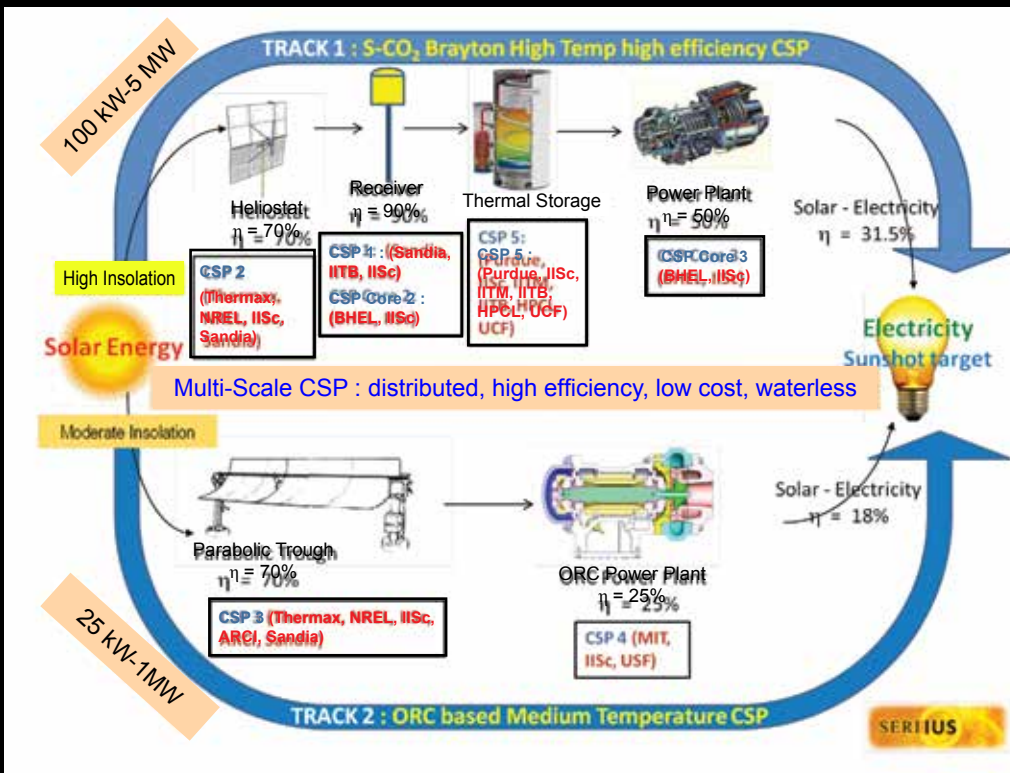 TRACK 1 : S-CO₂ Brayton High Temp high efficiency CSP
100 kW-5 MW
Heliostat
η = 70%
Receiver
η = 90%
Thermal Storage
Power Plant
η = 50%
Solar - Electricity
η = 31.5%
High Insolation
CSP 2
(Thermax,
NREL, IISc,
Sandia)
CSP 4 : (Sandia,
IITB, IISc)
CSP Core 2 :
(BHEL, IISc)
CSP 5 :
(Purdue, IISc,
IITM, IITB,
HPCL, UCF)
CSP Core 3
(BHEL, IISc)
Solar Energy
Electricity
Sunshot target
Multi-Scale CSP : distributed, high efficiency, low cost, waterless
Moderate Insolation
Parabolic Trough
η = 70%
CSP 3 (Thermax, NREL, IISc,
ARCI, Sandia)
ORC Power Plant
η = 25%
CSP 4 (MIT,
IISc, USF)
Solar - Electricity
η = 18%
25 kW-1MW
TRACK 2 : ORC based Medium Temperature CSP
SERIIUS